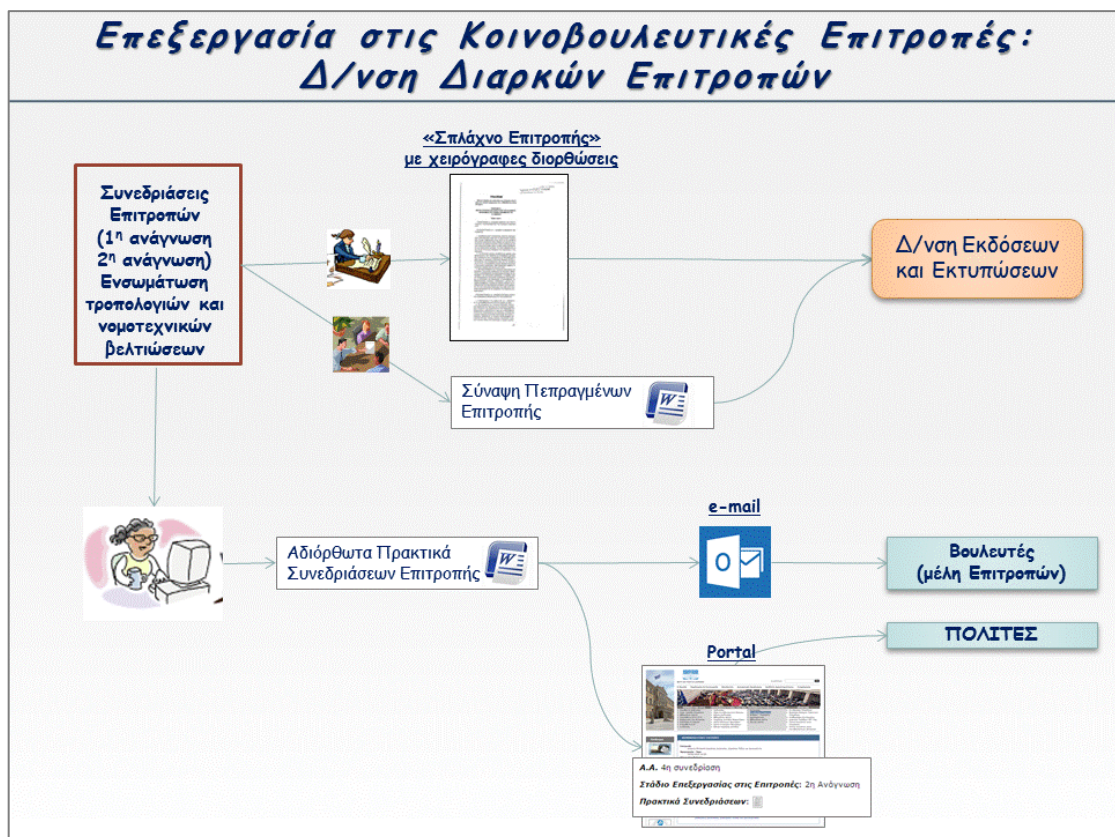 Επεξεργασία στις Κοινοβουλευτικές Επιτροπές:
Δ/νση Διαρκών Επιτροπών
«Σπλάχνο Επιτροπής»
με χειρόγραφες διορθώσεις
Συνεδριάσεις
Επιτροπών
(1η ανάγνωση
2η ανάγνωση)
Ενσωμάτωση
τροπολογιών και
νομοτεχνικών
βελτιώσεων
Δ/νση Εκδόσεων
και Εκτυπώσεων
Σύναψη Πεπραγμένων
Επιτροπής
W
e-mail
Αδιόρθωτα Πρακτικά
Συνεδριάσεων Επιτροπής
W
O
Βουλευτές
(μέλη Επιτροπών)
ΠΟΛΙΤΕΣ
Portal
Α.Α. 4η συνεδρίαση
Στάδιο Επεξεργασίας στις Επιτροπές: 2η Ανάγνωση
Πρακτικά Συνεδριάσεων: